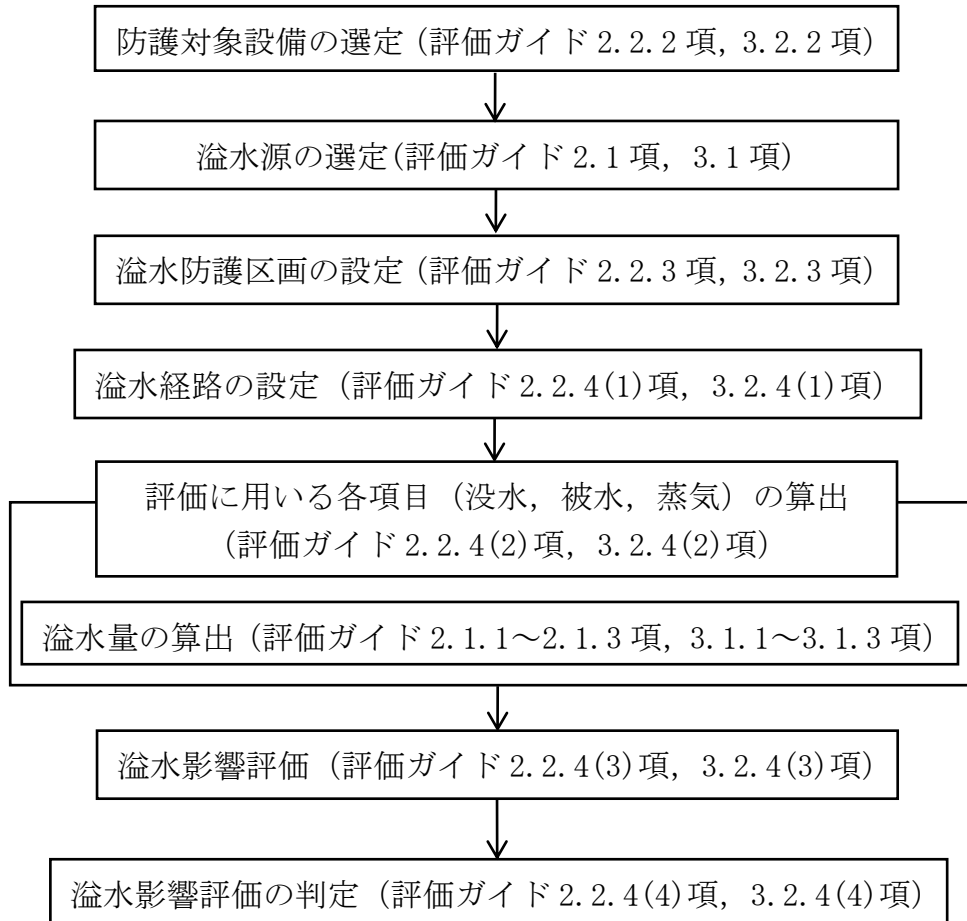 防護対象設備の選定（評価ガイド 2.2.2 項, 3.2.2 項）
溢水源の選定(評価ガイド 2.1 項, 3.1 項）
溢水防護区画の設定（評価ガイド 2.2.3 項, 3.2.3 項）
溢水経路の設定（評価ガイド 2.2.4(1)項, 3.2.4(1)項）
評価に用いる各項目（没水，被水，蒸気）の算出
（評価ガイド 2.2.4(2)項, 3.2.4(2)項）
溢水量の算出（評価ガイド 2.1.1～2.1.3 項, 3.1.1～3.1.3 項）
溢水影響評価（評価ガイド 2.2.4(3)項, 3.2.4(3)項）
溢水影響評価の判定（評価ガイド 2.2.4(4)項, 3.2.4(4)項）